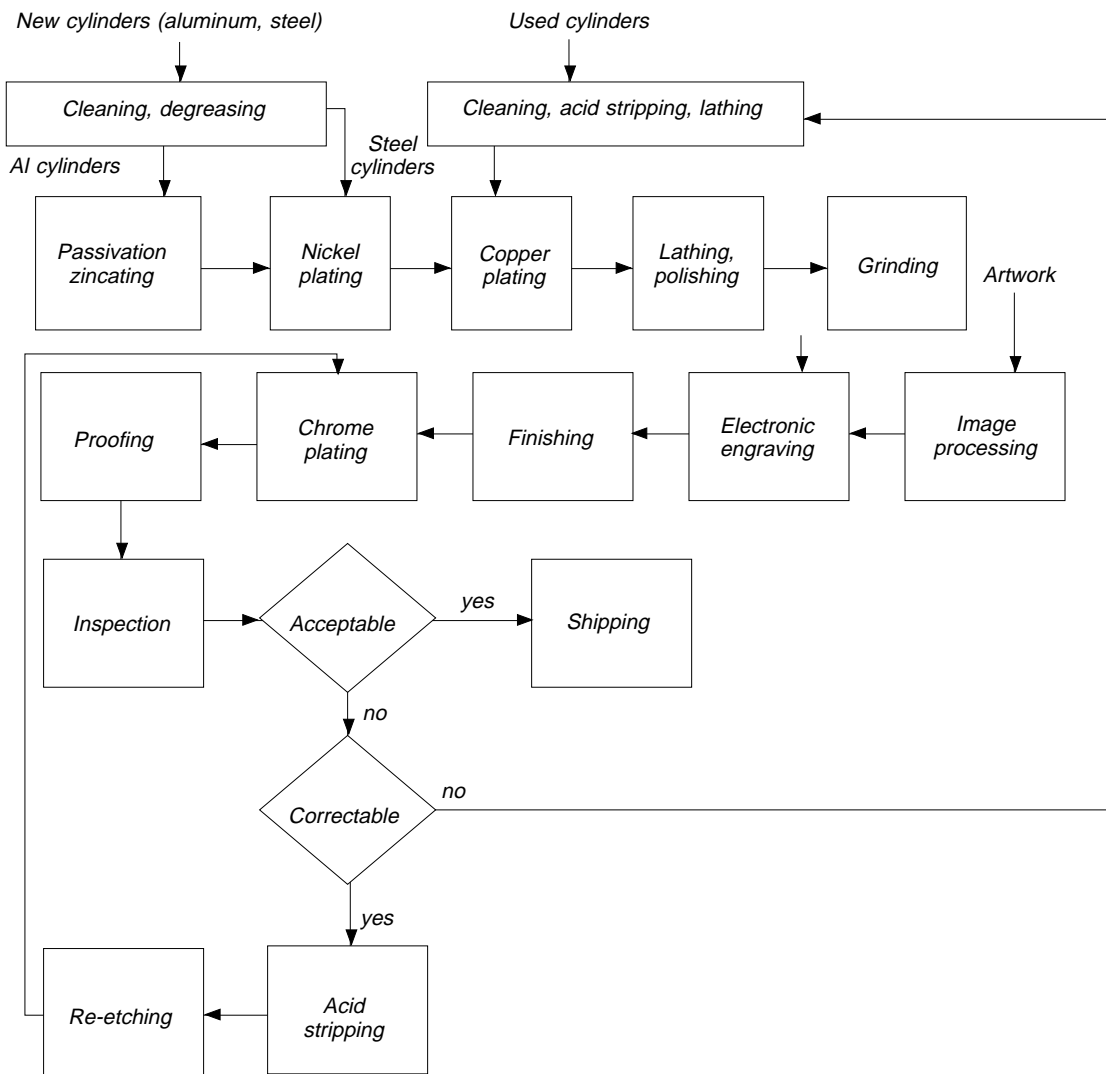 New cylinders (aluminum, steel)
Used cylinders
Cleaning, degreasing
Cleaning, acid stripping, lathing
Al cylinders
Steel
cylinders
Passivation
zincating
Nickel
plating
Copper
plating
Lathing,
polishing
Grinding
Artwork
Proofing
Chrome
plating
Finishing
Electronic
engraving
Image
processing
Inspection
Acceptable
yes
Shipping
no
Correctable
no
yes
Re-etching
Acid
stripping